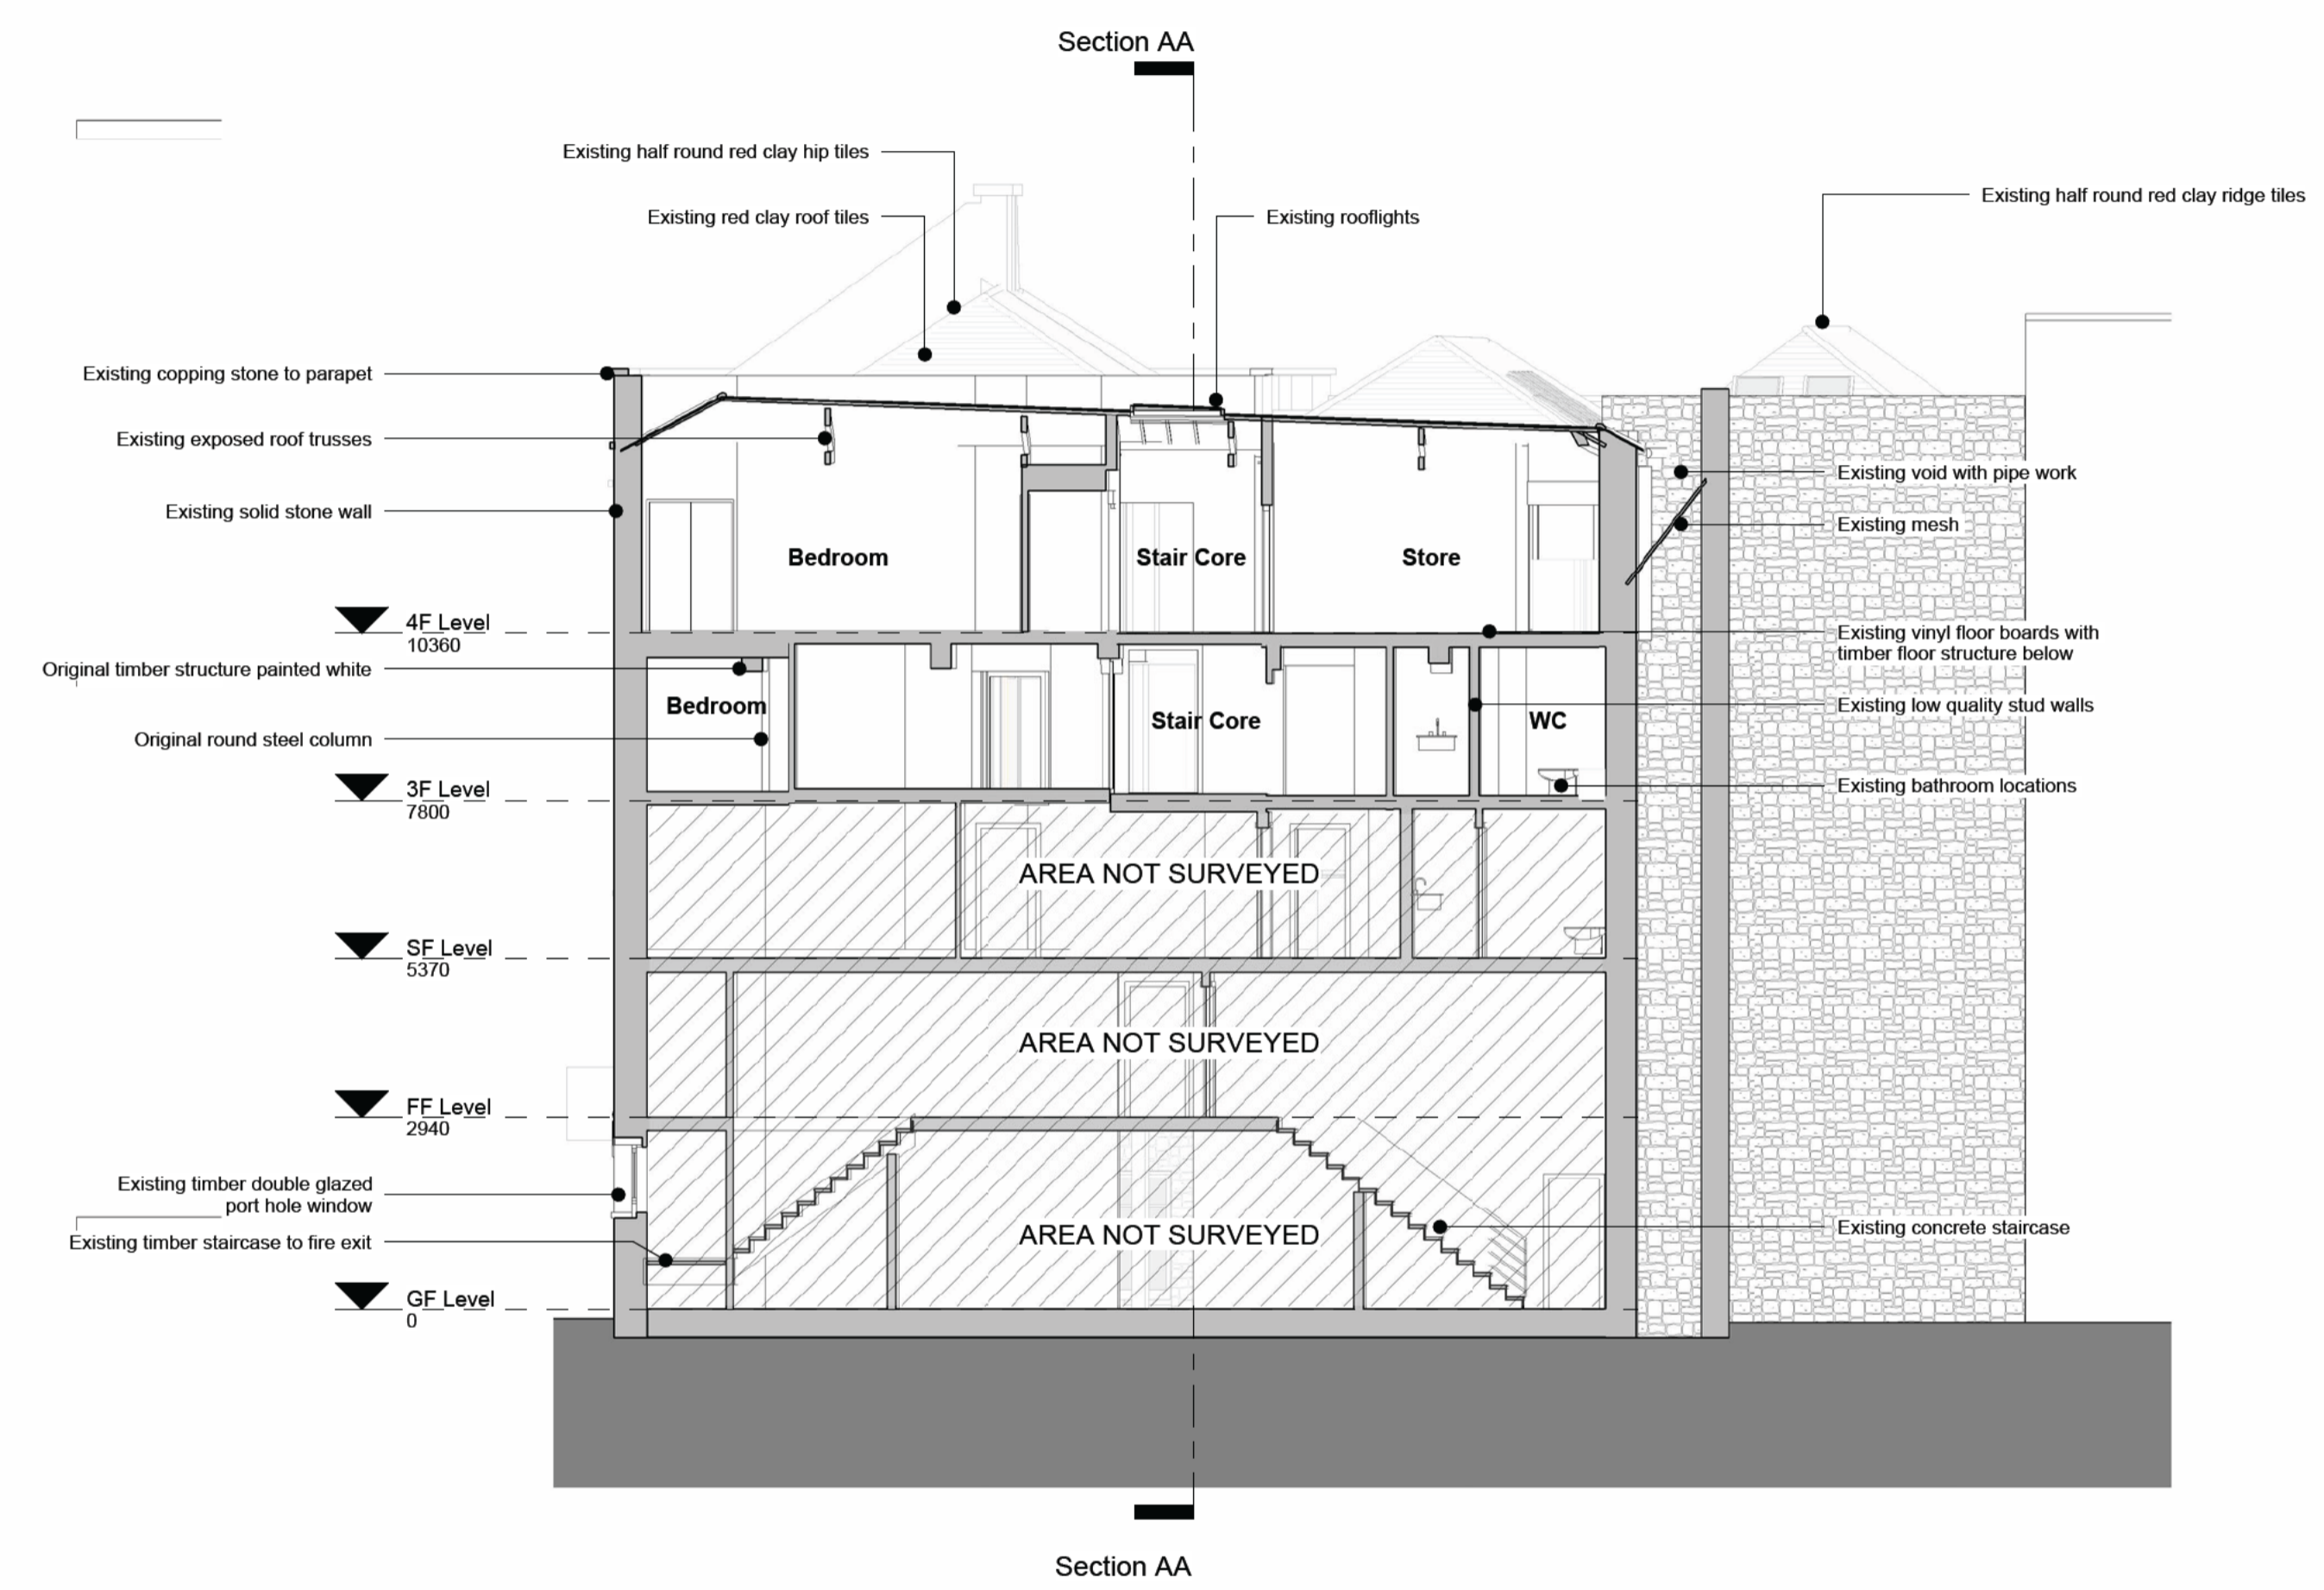 Section AA
Existing half round red clay hip tiles
Existing half round red clay ridge tiles
Existing red clay roof tiles
Existing rooflights
Existing copping stone to parapet
Existing exposed roof trusses
Existing void with pipe work
Existing solid stone wall
Existing mesh
Bedroom
Stair Core
Store
4F Level
10360
Existing vinyl floor boards with
timber floor structure below
Original timber structure painted white
Bedroom
Existing low quality stud walls
Stair Core
WC
Original round steel column
3F Level
7800
Existing bathroom locations
AREA NOT SURVEYED
SF Level
5370
AREA NOT SURVEYED
FF Level
2940
Existing timber double glazed
port hole window
AREA NOT SURVEYED
Existing concrete staircase
Existing timber staircase to fire exit
GF Level
0
Section AA